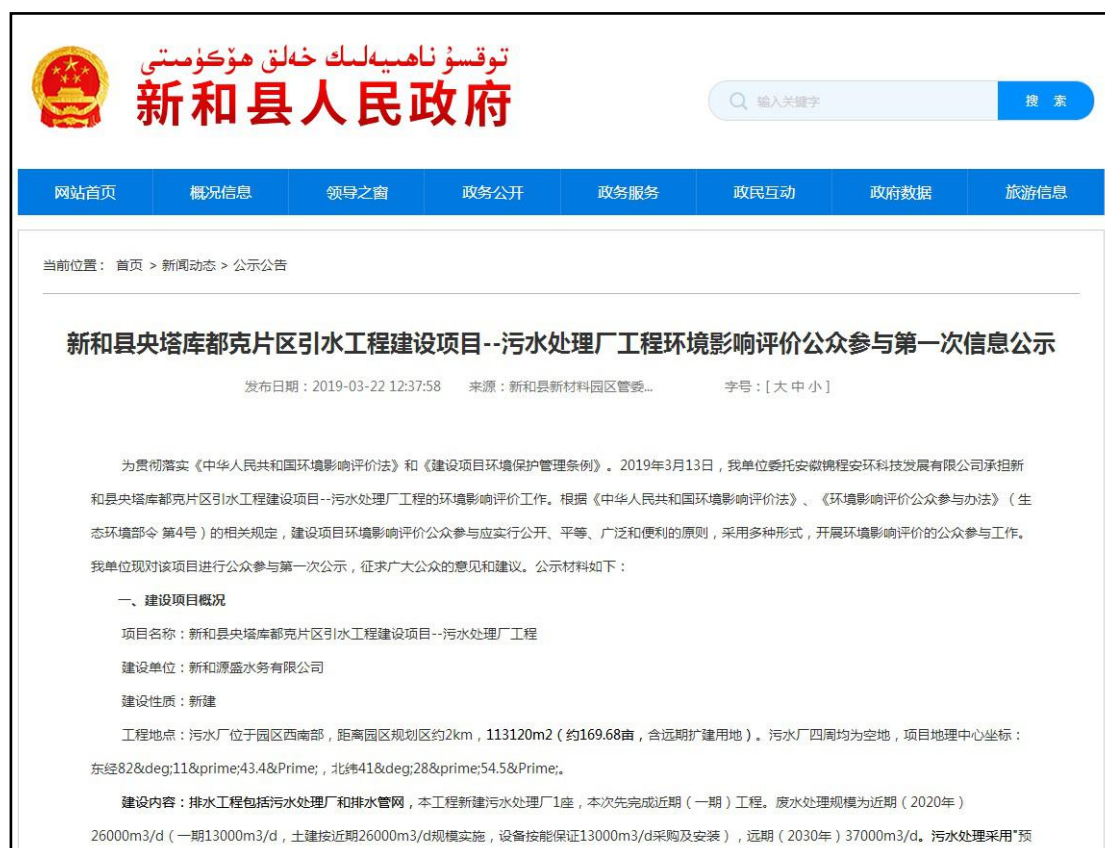 توقسۇ ناھىيەلىك خەلق ھۆكۈمىتى
新和县人民政府
输入关键字
搜 索
网站首页 概况信息 领导之窗 政务公开 政务服务 政民互动 政府数据 旅游信息
当前位置： 首页 > 新闻动态 > 公示公告
新和县央塔库都克片区引水工程建设项目--污水处理厂工程环境影响评价公众参与第一次信息公示
发布日期：2019-03-22 12:37:58 来源：新和县新材料园区管委... 字号：[ 大 中 小 ]
为贯彻落实《中华人民共和国环境影响评价法》和《建设项目环境保护管理条例》。2019年3月13日，我单位委托安徽锦程安环科技发展有限公司承担新
和县央塔库都克片区引水工程建设项目--污水处理厂工程的环境影响评价工作。根据《中华人民共和国环境影响评价法》、《环境影响评价公众参与办法》（生
态环境部令 第4号）的相关规定，建设项目环境影响评价公众参与应实行公开、平等、广泛和便利的原则，采用多种形式，开展环境影响评价的公众参与工作。
我单位现对该项目进行公众参与第一次公示，征求广大公众的意见和建议。公示材料如下：
一、建设项目概况
项目名称：新和县央塔库都克片区引水工程建设项目--污水处理厂工程
建设单位：新和源盛水务有限公司
建设性质：新建
工程地点：污水厂位于园区西南部，距离园区规划区约2km，113120m2（约169.68亩，含远期扩建用地）。污水厂四周均为空地，项目地理中心坐标：
东经82&deg;11&prime;43.4&Prime;，北纬41&deg;28&prime;54.5&Prime;。
建设内容：排水工程包括污水处理厂和排水管网，本工程新建污水处理厂1座，本次先完成近期（一期）工程。废水处理规模为近期（2020年）
26000m3/d（一期13000m3/d，土建按近期26000m3/d规模实施，设备按能保证13000m3/d采购及安装），远期（2030年）37000m3/d。污水处理采用"预